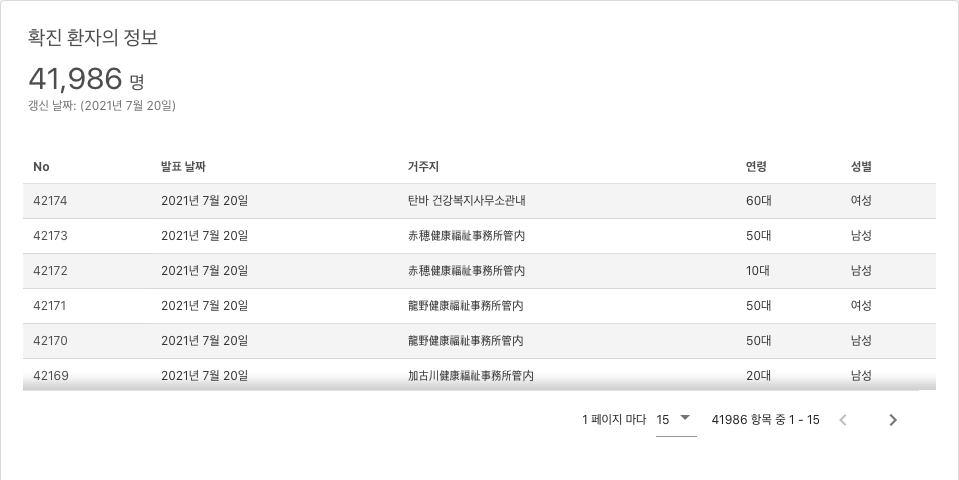 확진 환자의 정보
41,986 명
갱신 날짜: (2021년 7월 20일)
No 발표 날짜 거주지 연령 성별
42174 2021년 7월 20일 탄바 건강복지사무소관내 60대 여성
42173 2021년 7월 20일 赤穂健康福祉事務所管内 50대 남성
42172 2021년 7월 20일 赤穂健康福祉事務所管内 10대 남성
42171 2021년 7월 20일 龍野健康福祉事務所管内 50대 여성
42170 2021년 7월 20일 龍野健康福祉事務所管内 50대 남성
42169 2021년 7월 20일 加古川健康福祉事務所管内 20대 남성
1 페이지 마다 15 41986 항목 중 1 - 15